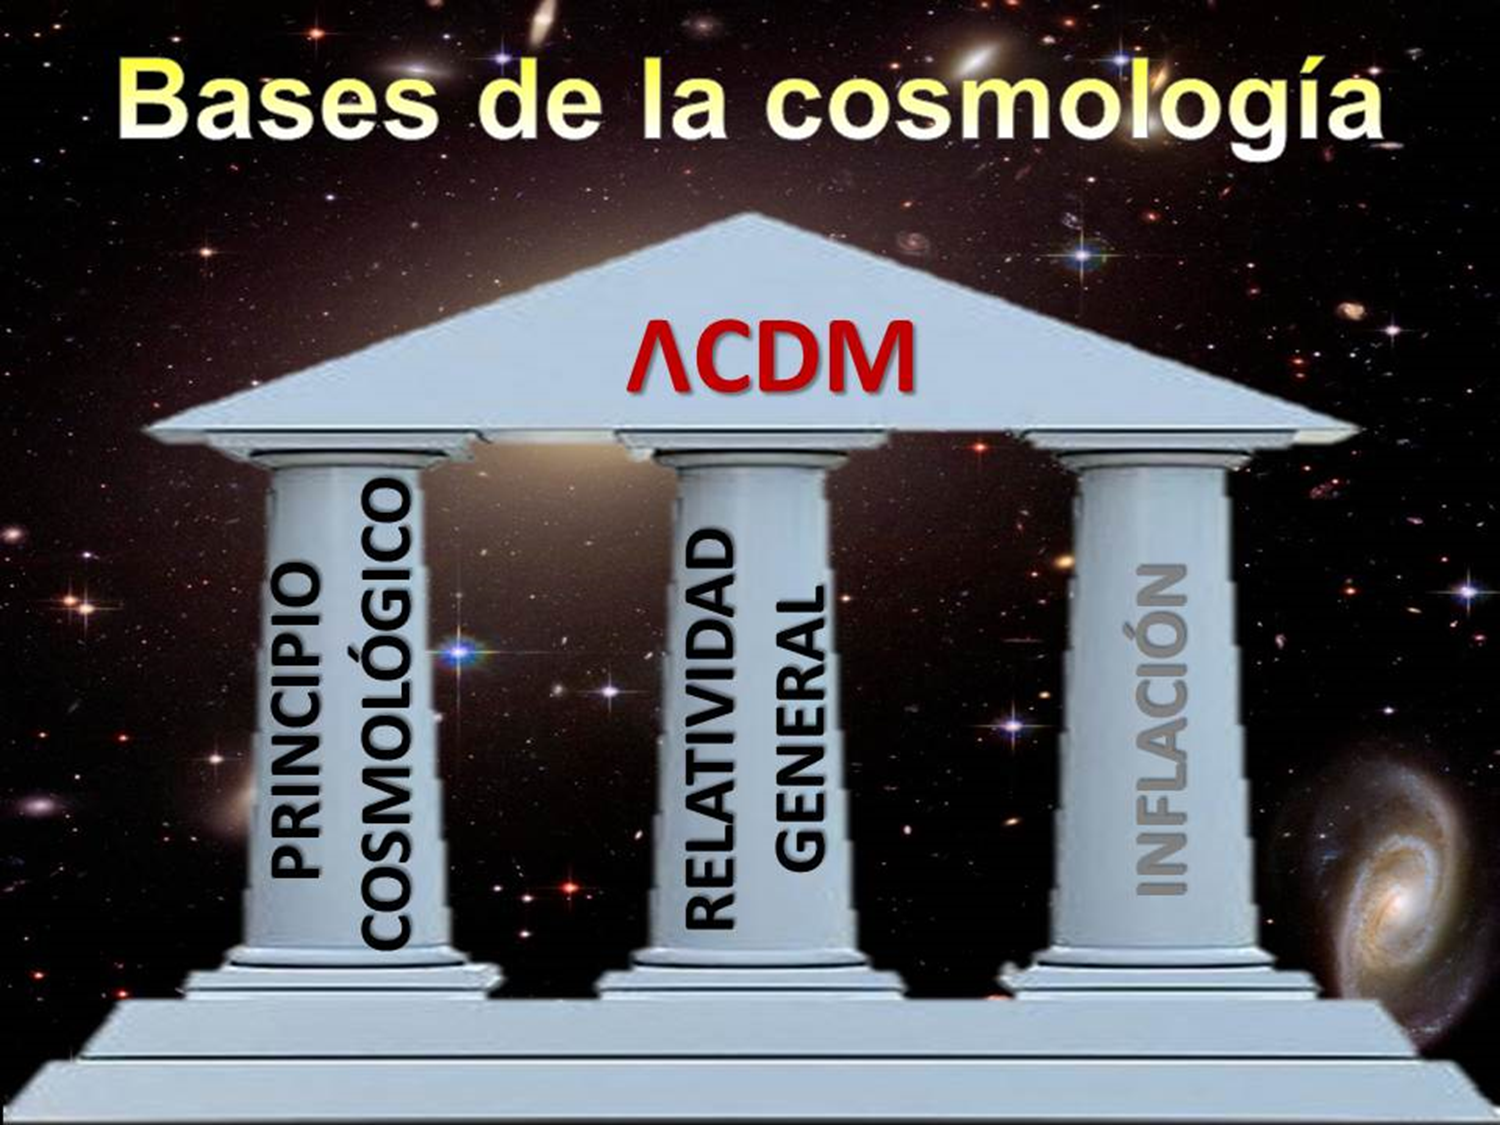 Bases de la cosmología
ΛCDM
PRINCIPIO
COSMOLÓGICO
RELATIVIDAD
GENERAL
INFLACIÓN